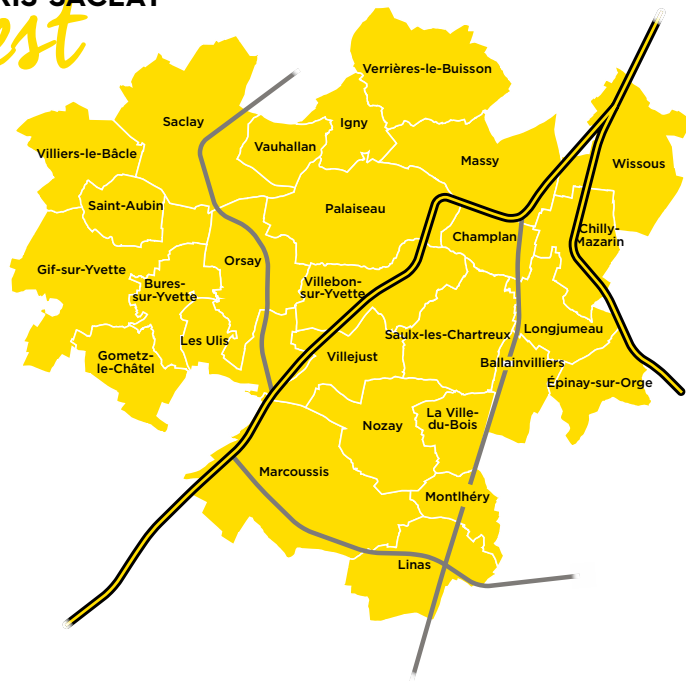 est
Verrières-le-Buisson
Saclay
Igny
Vauhallan
Villiers-le-Bâcle
Massy
Wissous
Saint-Aubin
Palaiseau
Champlan
Chilly-
Mazarin
Orsay
Gif-sur-Yvette
Bures-
sur-Yvette
Villebon-
sur-Yvette
Les Ulis
Saulx-les-Chartreux
Longjumeau
Gometz-
le-Châtel
Villejust
Ballainvilliers
Épinay-sur-Orge
La Ville-
du-Bois
Nozay
Marcoussis
Montlhéry
Linas